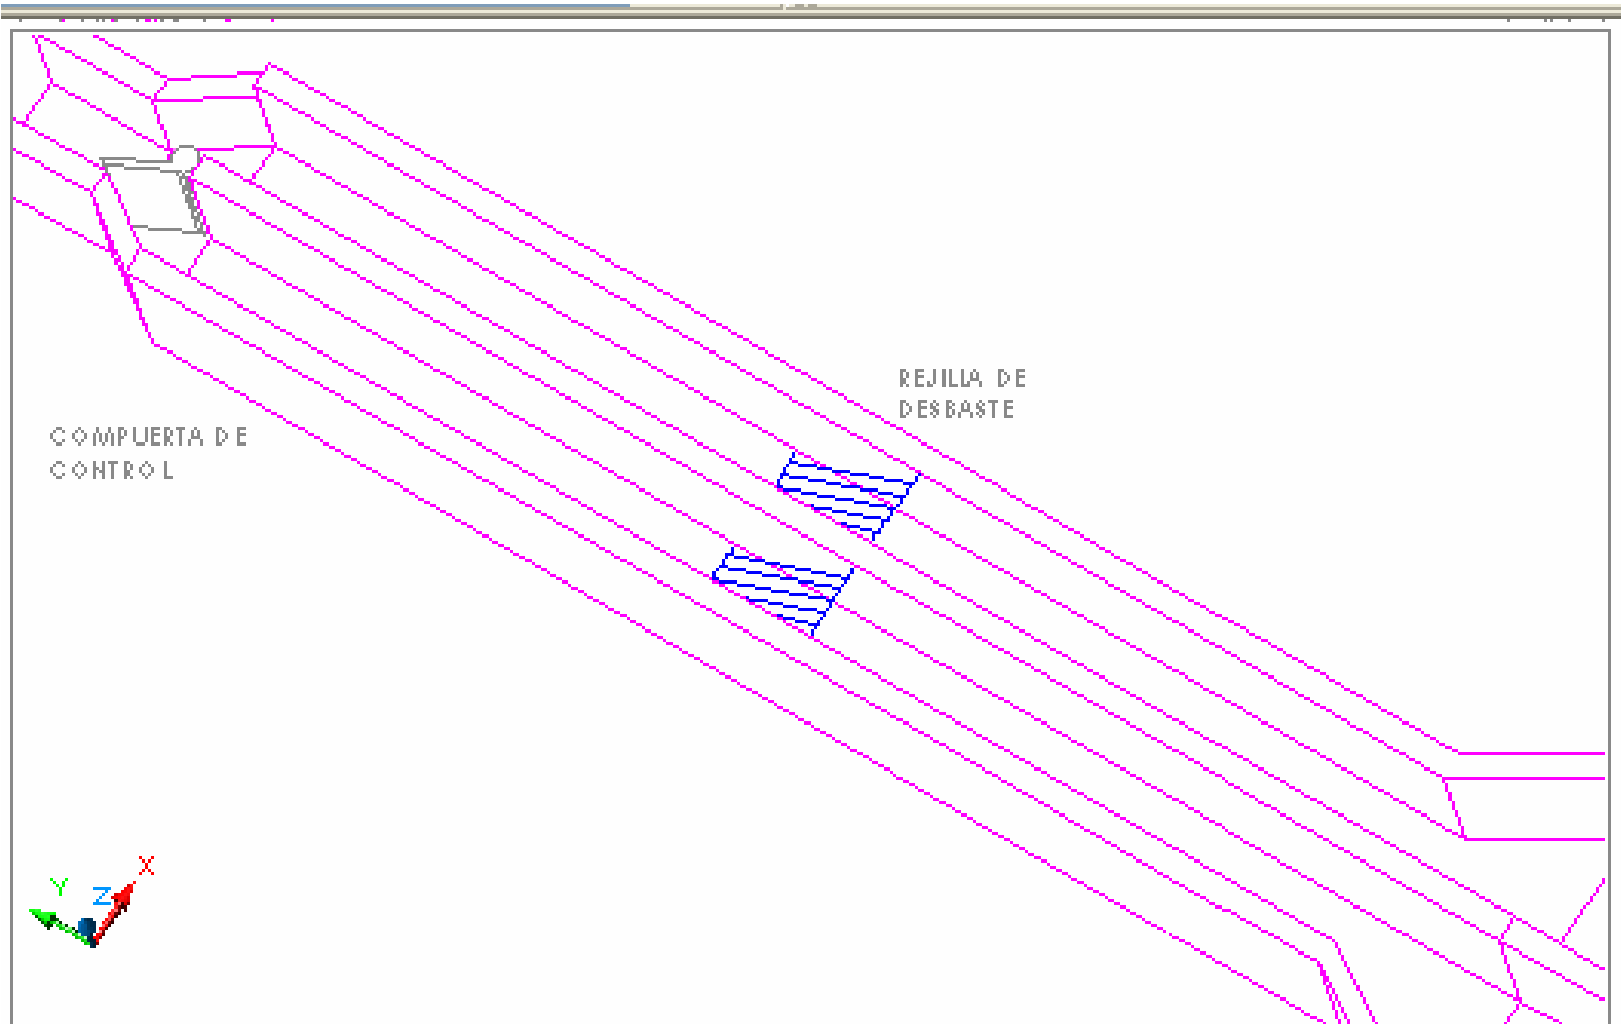 REJILLA DE
DESBASTE
COMPUERTA DE
CONTROL
X
Y
Z